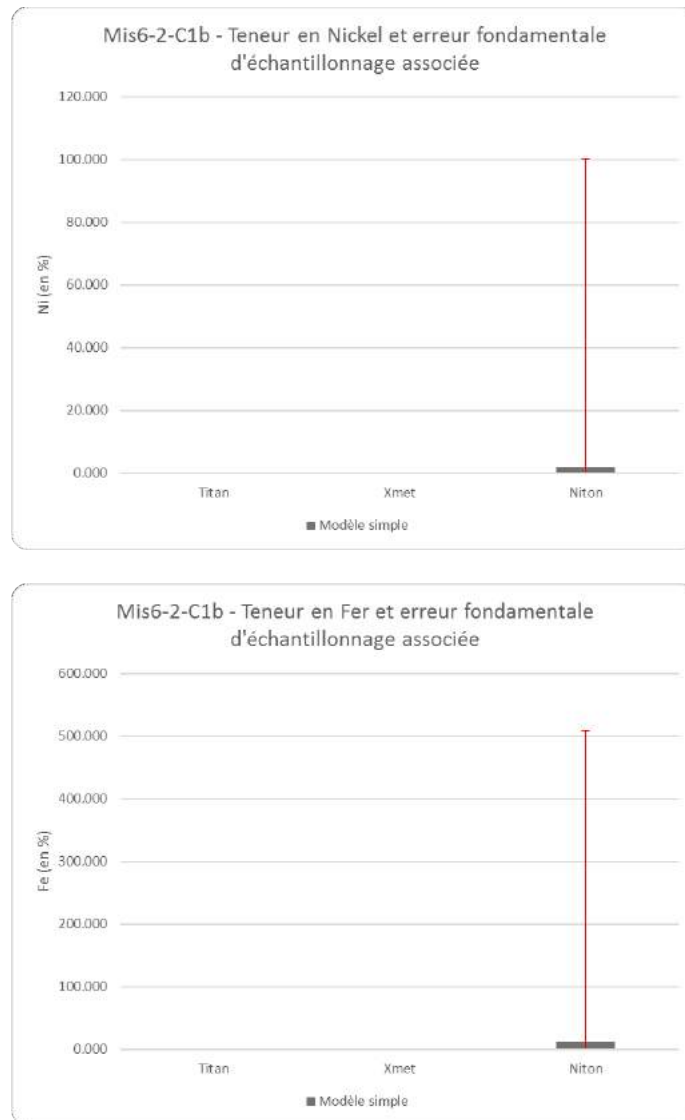 Mis6-2-C1b - Teneur en Nickel et erreur fondamentale
d'échantillonnage associée
120.000
100.000
80.000
60.000
40.000
20.000
0.000
Ni (en %)
Titan Xmet Niton
Modèle simple
Mis6-2-C1b - Teneur en Fer et erreur fondamentale
d'échantillonnage associée
600.000
500.000
400.000
300.000
200.000
100.000
0.000
Fe (en %)
Titan Xmet Niton
Modèle simple